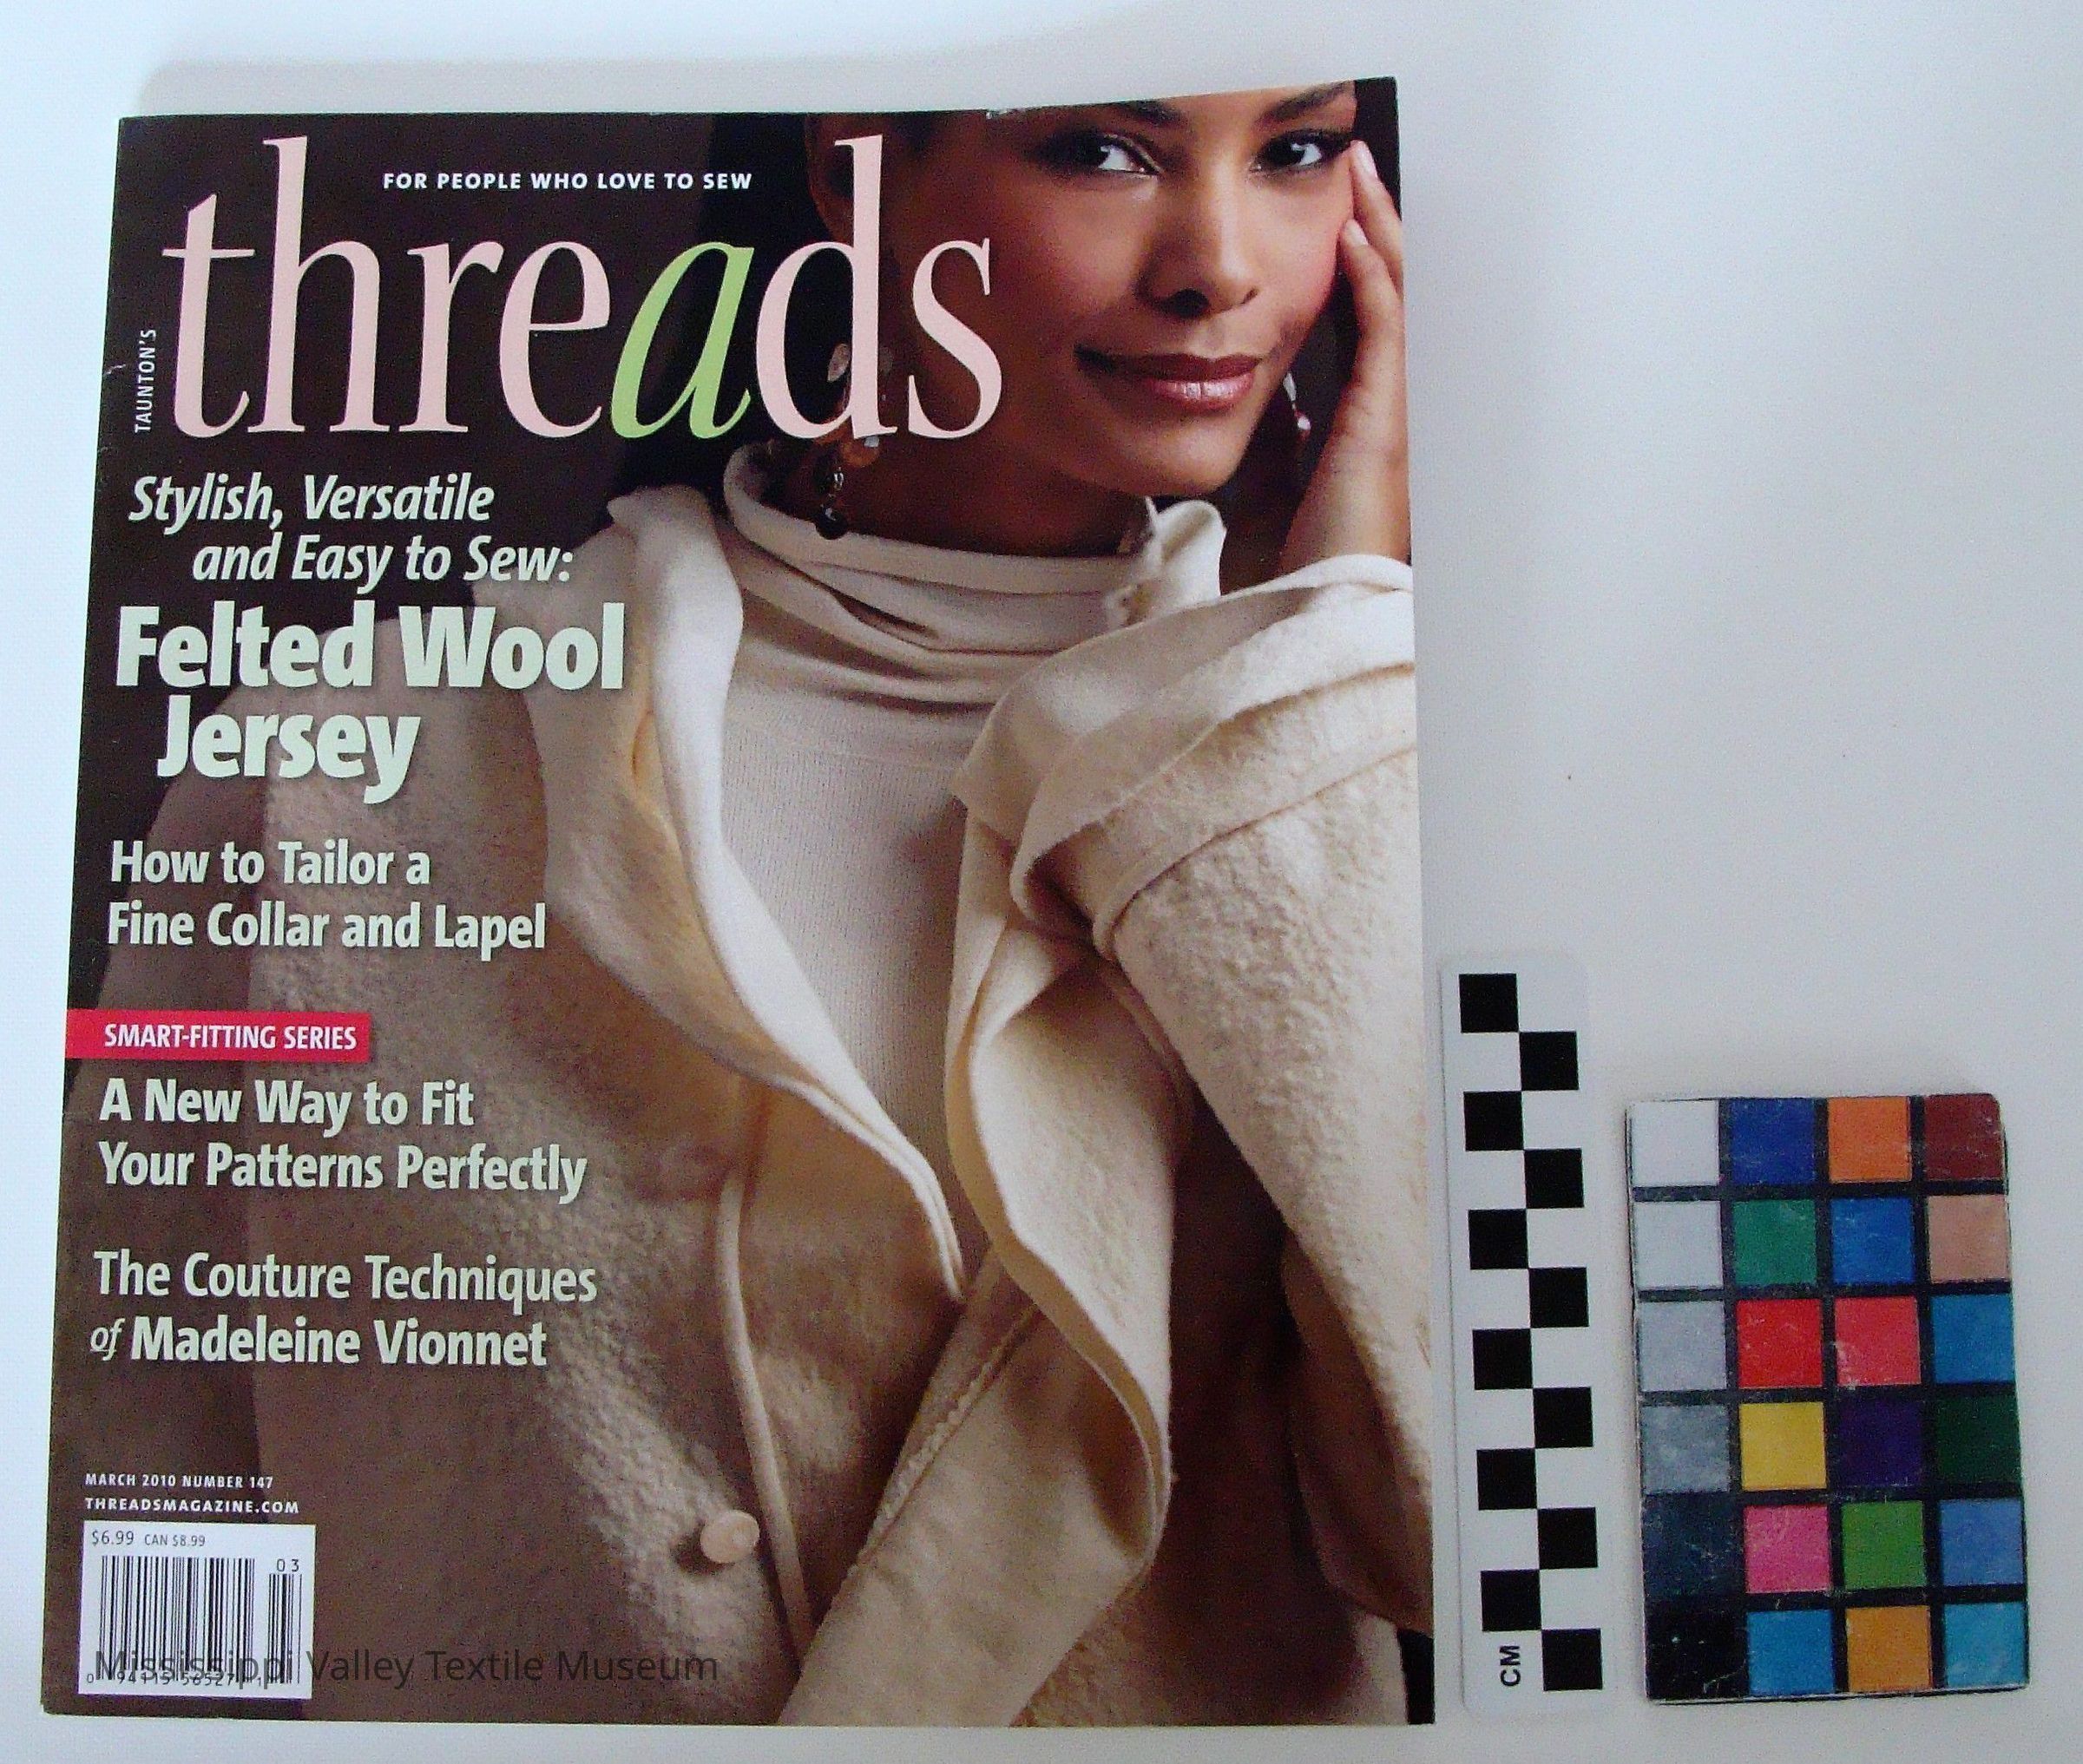 FOR PEOPLE WHO LOVE TO SEW
TAUNTON'S
threads
Stylish, Versatile
and Easy to Sew:
Felted Wool
Jersey
How to Tailor a
Fine Collar and Lapel
SMART-FITTING SERIES
A New Way to Fit
Your Patterns Perfectly
The Couture Techniques
of Madeleine Vionnet
MARCH 2010 NUMBER 147
THREADSMAGAZINE.COM
$6.99 CAN $8.99
03
Mississippi Valley Textile Museum
CM